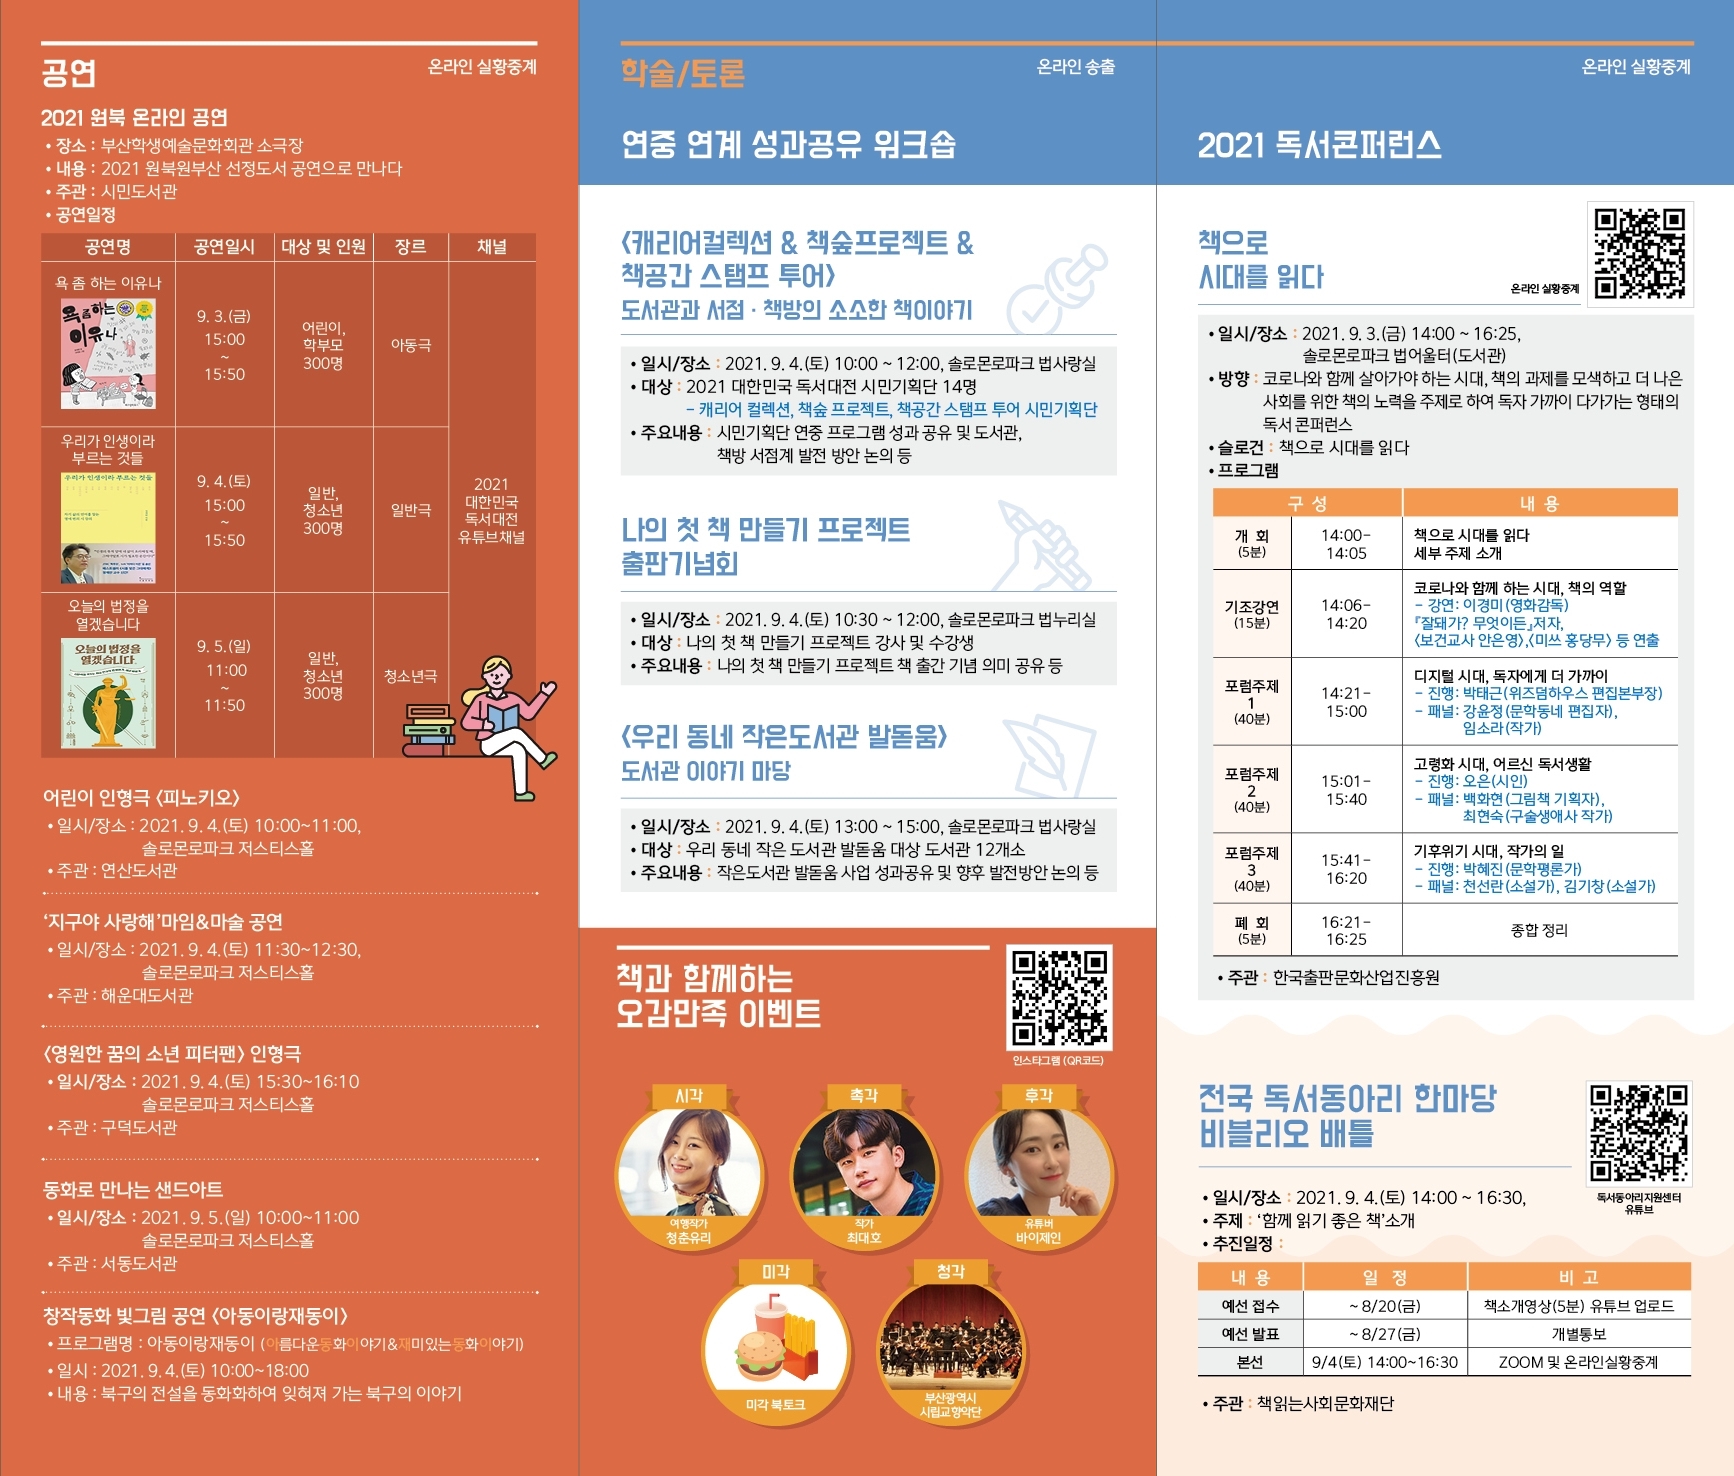 공연
온라인 실황중계
2021 원북 온라인 공연
• 장소 : 부산학생예술문화회관 소극장
• 내용 : 2021 원북원부산 선정도서 공연으로 만나다
• 주관 : 시민도서관
• 공연일정
공연명 공연일시 대상 및 인원 장르 채널
욕 좀 하는 이유나
욕 좀 하는
이유나
9. 3.(금)
15:00
~
15:50
어린이,
학부모
300명
아동극
우리가 인생이라
부르는 것들
우리가 인생이라 부르는 것들
9. 4.(토)
15:00
~
15:50
일반,
청소년
300명
일반극
2021
대한민국
독서대전
유튜브채널
오늘의 법정을
열겠습니다
오늘의 법정을
열겠습니다.
9. 5.(일)
11:00
~
11:50
일반,
청소년
300명
청소년극
어린이 인형극 〈피노키오〉
• 일시/장소 : 2021. 9. 4.(토) 10:00~11:00,
솔로몬로파크 저스티스홀
• 주관 : 연산도서관
‘지구야 사랑해’마임&마술 공연
• 일시/장소 : 2021. 9. 4.(토) 11:30~12:30,
솔로몬로파크 저스티스홀
• 주관 : 해운대도서관
〈영원한 꿈의 소년 피터팬〉 인형극
• 일시/장소 : 2021. 9. 4.(토) 15:30~16:10
솔로몬로파크 저스티스홀
• 주관 : 구덕도서관
동화로 만나는 샌드아트
• 일시/장소 : 2021. 9. 5.(일) 10:00~11:00
솔로몬로파크 저스티스홀
• 주관 : 서동도서관
창작동화 빛그림 공연 〈아동이랑재동이〉
• 프로그램명 : 아동이랑재동이 (아름다운동화이야기&재미있는동화이야기)
• 일시 : 2021. 9. 4.(토) 10:00~18:00
• 내용 : 북구의 전설을 동화화하여 잊혀져 가는 북구의 이야기
학술/토론
온라인 송출
연중 연계 성과공유 워크숍
〈캐리어컬렉션 & 책숲프로젝트 &
책공간 스탬프 투어〉
도서관과 서점 · 책방의 소소한 책이야기
• 일시/장소 : 2021. 9. 4.(토) 10:00 ~ 12:00, 솔로몬로파크 법사랑실
• 대상 : 2021 대한민국 독서대전 시민기획단 14명
- 캐리어 컬렉션, 책숲 프로젝트, 책공간 스탬프 투어 시민기획단
• 주요내용 : 시민기획단 연중 프로그램 성과 공유 및 도서관,
책방 서점계 발전 방안 논의 등
나의 첫 책 만들기 프로젝트
출판기념회
• 일시/장소 : 2021. 9. 4.(토) 10:30 ~ 12:00, 솔로몬로파크 법누리실
• 대상 : 나의 첫 책 만들기 프로젝트 강사 및 수강생
• 주요내용 : 나의 첫 책 만들기 프로젝트 책 출간 기념 의미 공유 등
〈우리 동네 작은도서관 발돋움〉
도서관 이야기 마당
• 일시/장소 : 2021. 9. 4.(토) 13:00 ~ 15:00, 솔로몬로파크 법사랑실
• 대상 : 우리 동네 작은 도서관 발돋움 대상 도서관 12개소
• 주요내용 : 작은도서관 발돋움 사업 성과공유 및 향후 발전방안 논의 등
책과 함께하는
오감만족 이벤트
인스타그램 (QR코드)
시각
여행작가
청춘유리
촉각
작가
최대호
후각
유튜버
바이제인
미각
미각 북토크
청각
부산광역시
시립교향악단
온라인 실황중계
2021 독서콘퍼런스
책으로
시대를 읽다
온라인 실황중계
• 일시/장소 : 2021. 9. 3.(금) 14:00 ~ 16:25,
솔로몬로파크 법어울터(도서관)
• 방향 : 코로나와 함께 살아가야 하는 시대, 책의 과제를 모색하고 더 나은
사회를 위한 책의 노력을 주제로 하여 독자 가까이 다가가는 형태의
독서 콘퍼런스
• 슬로건 : 책으로 시대를 읽다
• 프로그램
구 성 내 용
개 회
(5분)
14:00-
14:05
책으로 시대를 읽다
세부 주제 소개
기조강연
(15분)
14:06-
14:20
코로나와 함께 하는 시대, 책의 역할
- 강연: 이경미(영화감독)
『잘돼가? 무엇이든』저자,
〈보건교사 안은영〉,〈미쓰 홍당무〉 등 연출
포럼주제
1
(40분)
14:21-
15:00
디지털 시대, 독자에게 더 가까이
- 진행: 박태근(위즈덤하우스 편집본부장)
- 패널: 강윤정(문학동네 편집자),
임소라(작가)
포럼주제
2
(40분)
15:01-
15:40
고령화 시대, 어르신 독서생활
- 진행: 오은(시인)
- 패널: 백화현(그림책 기획자),
최현숙(구술생애사 작가)
포럼주제
3
(40분)
15:41-
16:20
기후위기 시대, 작가의 일
- 진행: 박혜진(문학평론가)
- 패널: 천선란(소설가), 김기창(소설가)
폐 회
(5분)
16:21-
16:25
종합 정리
• 주관 : 한국출판문화산업진흥원
전국 독서동아리 한마당
비블리오 배틀
독서동아리지원센터
유튜브
• 일시/장소 : 2021. 9. 4.(토) 14:00 ~ 16:30,
• 주제 : ‘함께 읽기 좋은 책’소개
• 추진일정 :
내 용 일 정 비 고
예선 접수 ~ 8/20(금) 책소개영상(5분) 유튜브 업로드
예선 발표 ~ 8/27(금) 개별통보
본선 9/4(토) 14:00~16:30 ZOOM 및 온라인실황중계
• 주관 : 책읽는사회문화재단